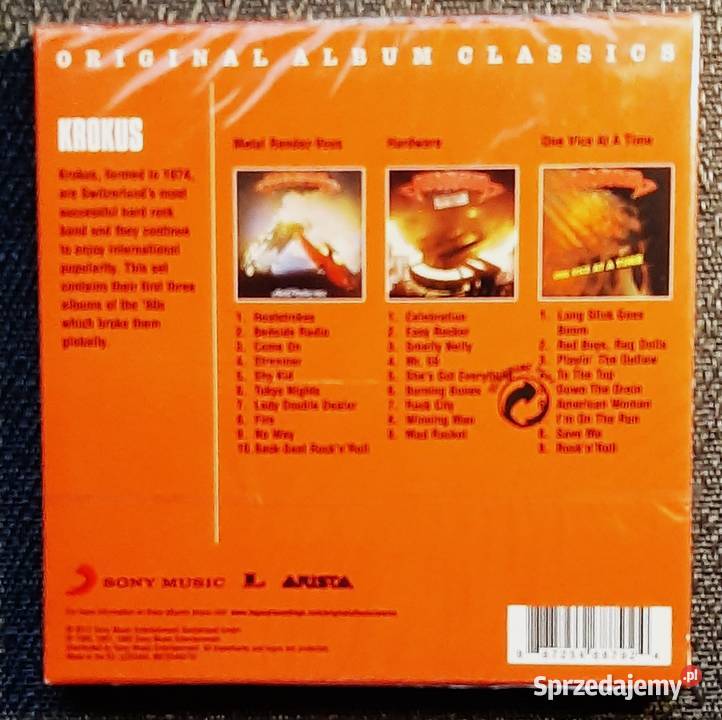 ORIGINAL ALBUM CLASSICS
KROKUS
Krokus, formed in 1974,
are Switzerland's most
successful hard rock
band and they continue
to enjoy international
popularity. This set
contains their first three
albums of the '80s
which broke them
globally.
Metal Rendez-Vous
1. Heatstrokes
2. Bedside Radio
3. Come On
4. Streamer
5. Shy Kid
6. Tokyo Nights
7. Lady Double Dealer
8. Fire
9. No Way
10. Back-Seat Rock'n'Roll
Hardware
1. Celebration
2. Easy Rocker
3. Smelly Nelly
4. Mr. 69
5. She's Got Everything
6. Burning Bones
7. Rock City
8. Winning Man
9. Mad Racket
One Vice At A Time
ONE VICE AT A TIME
1. Long Stick Goes
Boom
2. Bad Boys, Rag Dolls
3. Playin' The Outlaw
To The Top
Down The Drain
American Woman
I'm On The Run
8. Save Me
9. Rock'n'Roll
SONY MUSIC
L
ARISTA
Sprzedajemy.pl